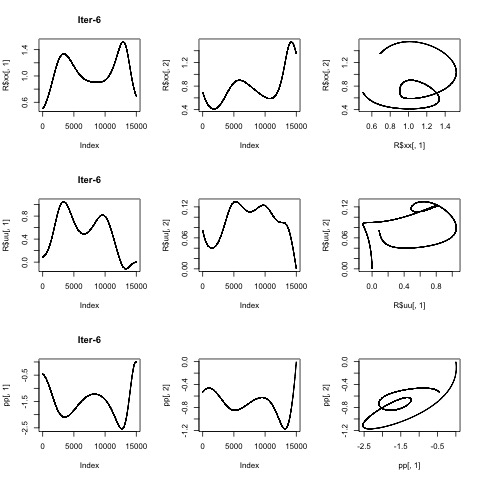 Iter-6
R$xx[, 1]
0.6 1.0 1.4
0 5000 10000 15000
Index
R$xx[, 2]
0.4 0.8 1.2
0 5000 10000 15000
Index
R$xx[, 2]
0.4 0.8 1.2
0.6 0.8 1.0 1.2 1.4
R$xx[, 1]
Iter-6
R$uu[, 1]
0.0 0.4 0.8
0 5000 10000 15000
Index
R$uu[, 2]
0.00 0.06 0.12
0 5000 10000 15000
Index
R$uu[, 2]
0.00 0.06 0.12
0.0 0.4 0.8
R$uu[, 1]
Iter-6
pp[, 1]
-2.5 -1.5 -0.5
0 5000 10000 15000
Index
pp[, 2]
-1.2 -0.8 -0.4 0.0
0 5000 10000 15000
Index
pp[, 2]
-1.2 -0.8 -0.4 0.0
-2.5 -1.5 -0.5
pp[, 1]